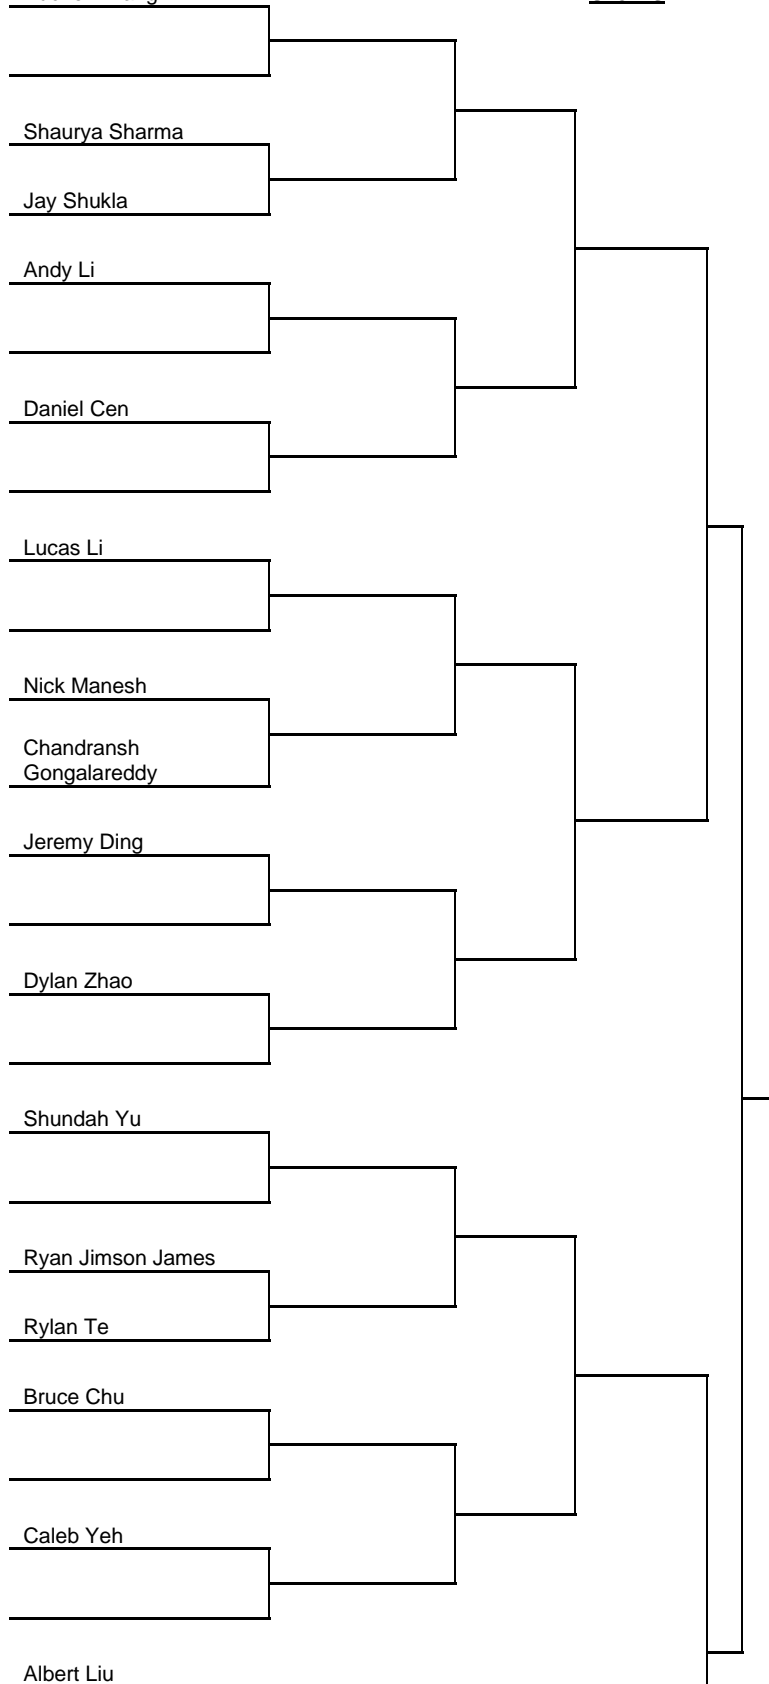 Shaurya Sharma
Jay Shukla
Andy Li
Daniel Cen
Lucas Li
Nick Manesh
Chandransh
Gongalareddy
Jeremy Ding
Dylan Zhao
Shundah Yu
Ryan Jimson James
Rylan Te
Bruce Chu
Caleb Yeh
Albert Liu